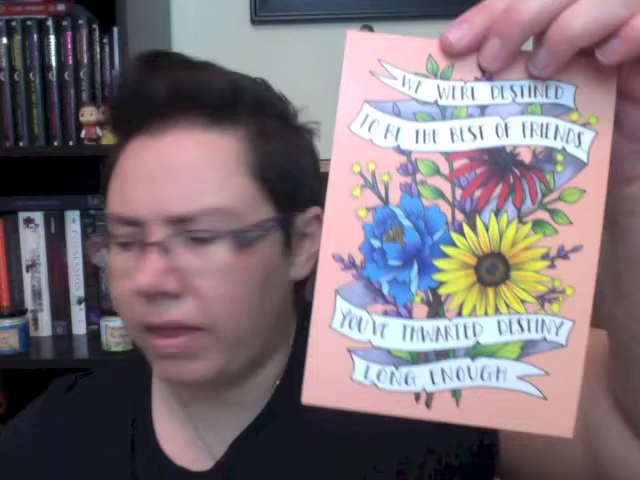 WE WERE DESTINED
TO BE THE BEST OF FRIENDS.
YOU'VE THWARTED DESTINY
LONG ENOUGH.